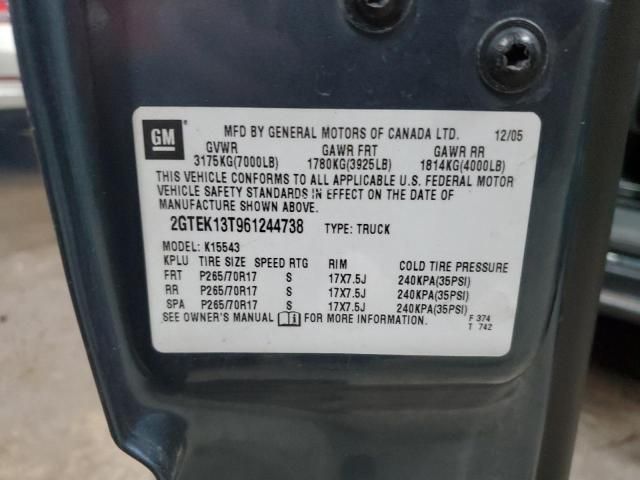 GM
MFD BY GENERAL MOTORS OF CANADA LTD. 12/05
GVWR GAWR FRT GAWR RR
3175KG(7000LB) 1780KG(3925LB) 1814KG(4000LB)
THIS VEHICLE CONFORMS TO ALL APPLICABLE U.S. FEDERAL MOTOR
VEHICLE SAFETY STANDARDS IN EFFECT ON THE DATE OF
MANUFACTURE SHOWN ABOVE.
2GTEK13T961244738 TYPE: TRUCK
MODEL: K15543
KPLU TIRE SIZE SPEED RTG RIM COLD TIRE PRESSURE
FRT P265/70R17 S 17X7.5J 240KPA(35PSI)
RR P265/70R17 S 17X7.5J 240KPA(35PSI)
SPA P265/70R17 S 17X7.5J 240KPA(35PSI)
SEE OWNER'S MANUAL FOR MORE INFORMATION. F 374
T 742